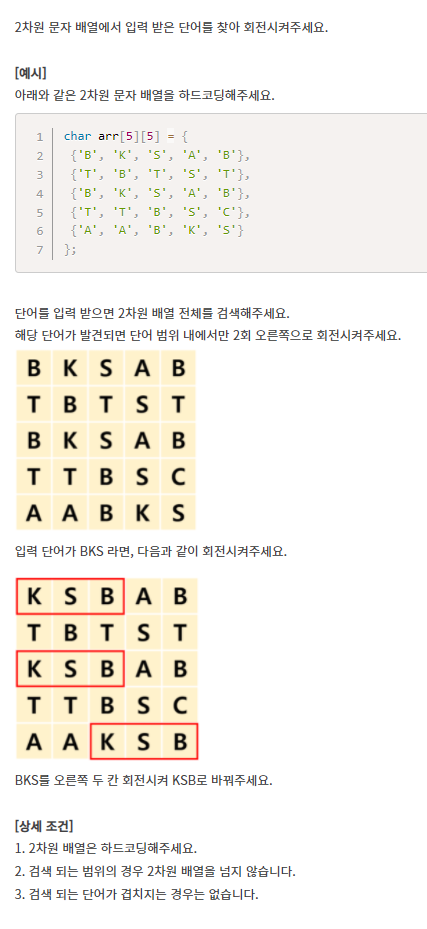 2차원 문자 배열에서 입력 받은 단어를 찾아 회전시켜주세요.
[예시]
아래와 같은 2차원 문자 배열을 하드코딩해주세요.
1 char arr[5][5] = {
2 {'B', 'K', 'S', 'A', 'B'},
3 {'T', 'B', 'T', 'S', 'T'},
4 {'B', 'K', 'S', 'A', 'B'},
5 {'T', 'T', 'B', 'S', 'C'},
6 {'A', 'A', 'B', 'K', 'S'}
7 };
단어를 입력 받으면 2차원 배열 전체를 검색해주세요.
해당 단어가 발견되면 단어 범위 내에서만 2회 오른쪽으로 회전시켜주세요.
B K S A B
T B T S T
B K S A B
T T B S C
A A B K S
입력 단어가 BKS 라면, 다음과 같이 회전시켜주세요.
K S B A B
T B T S T
K S B A B
T T B S C
A A K S B
BKS를 오른쪽 두 칸 회전시켜 KSB로 바꿔주세요.
[상세 조건]
1. 2차원 배열은 하드코딩해주세요.
2. 검색 되는 범위의 경우 2차원 배열을 넘지 않습니다.
3. 검색 되는 단어가 겹치지는 경우는 없습니다.